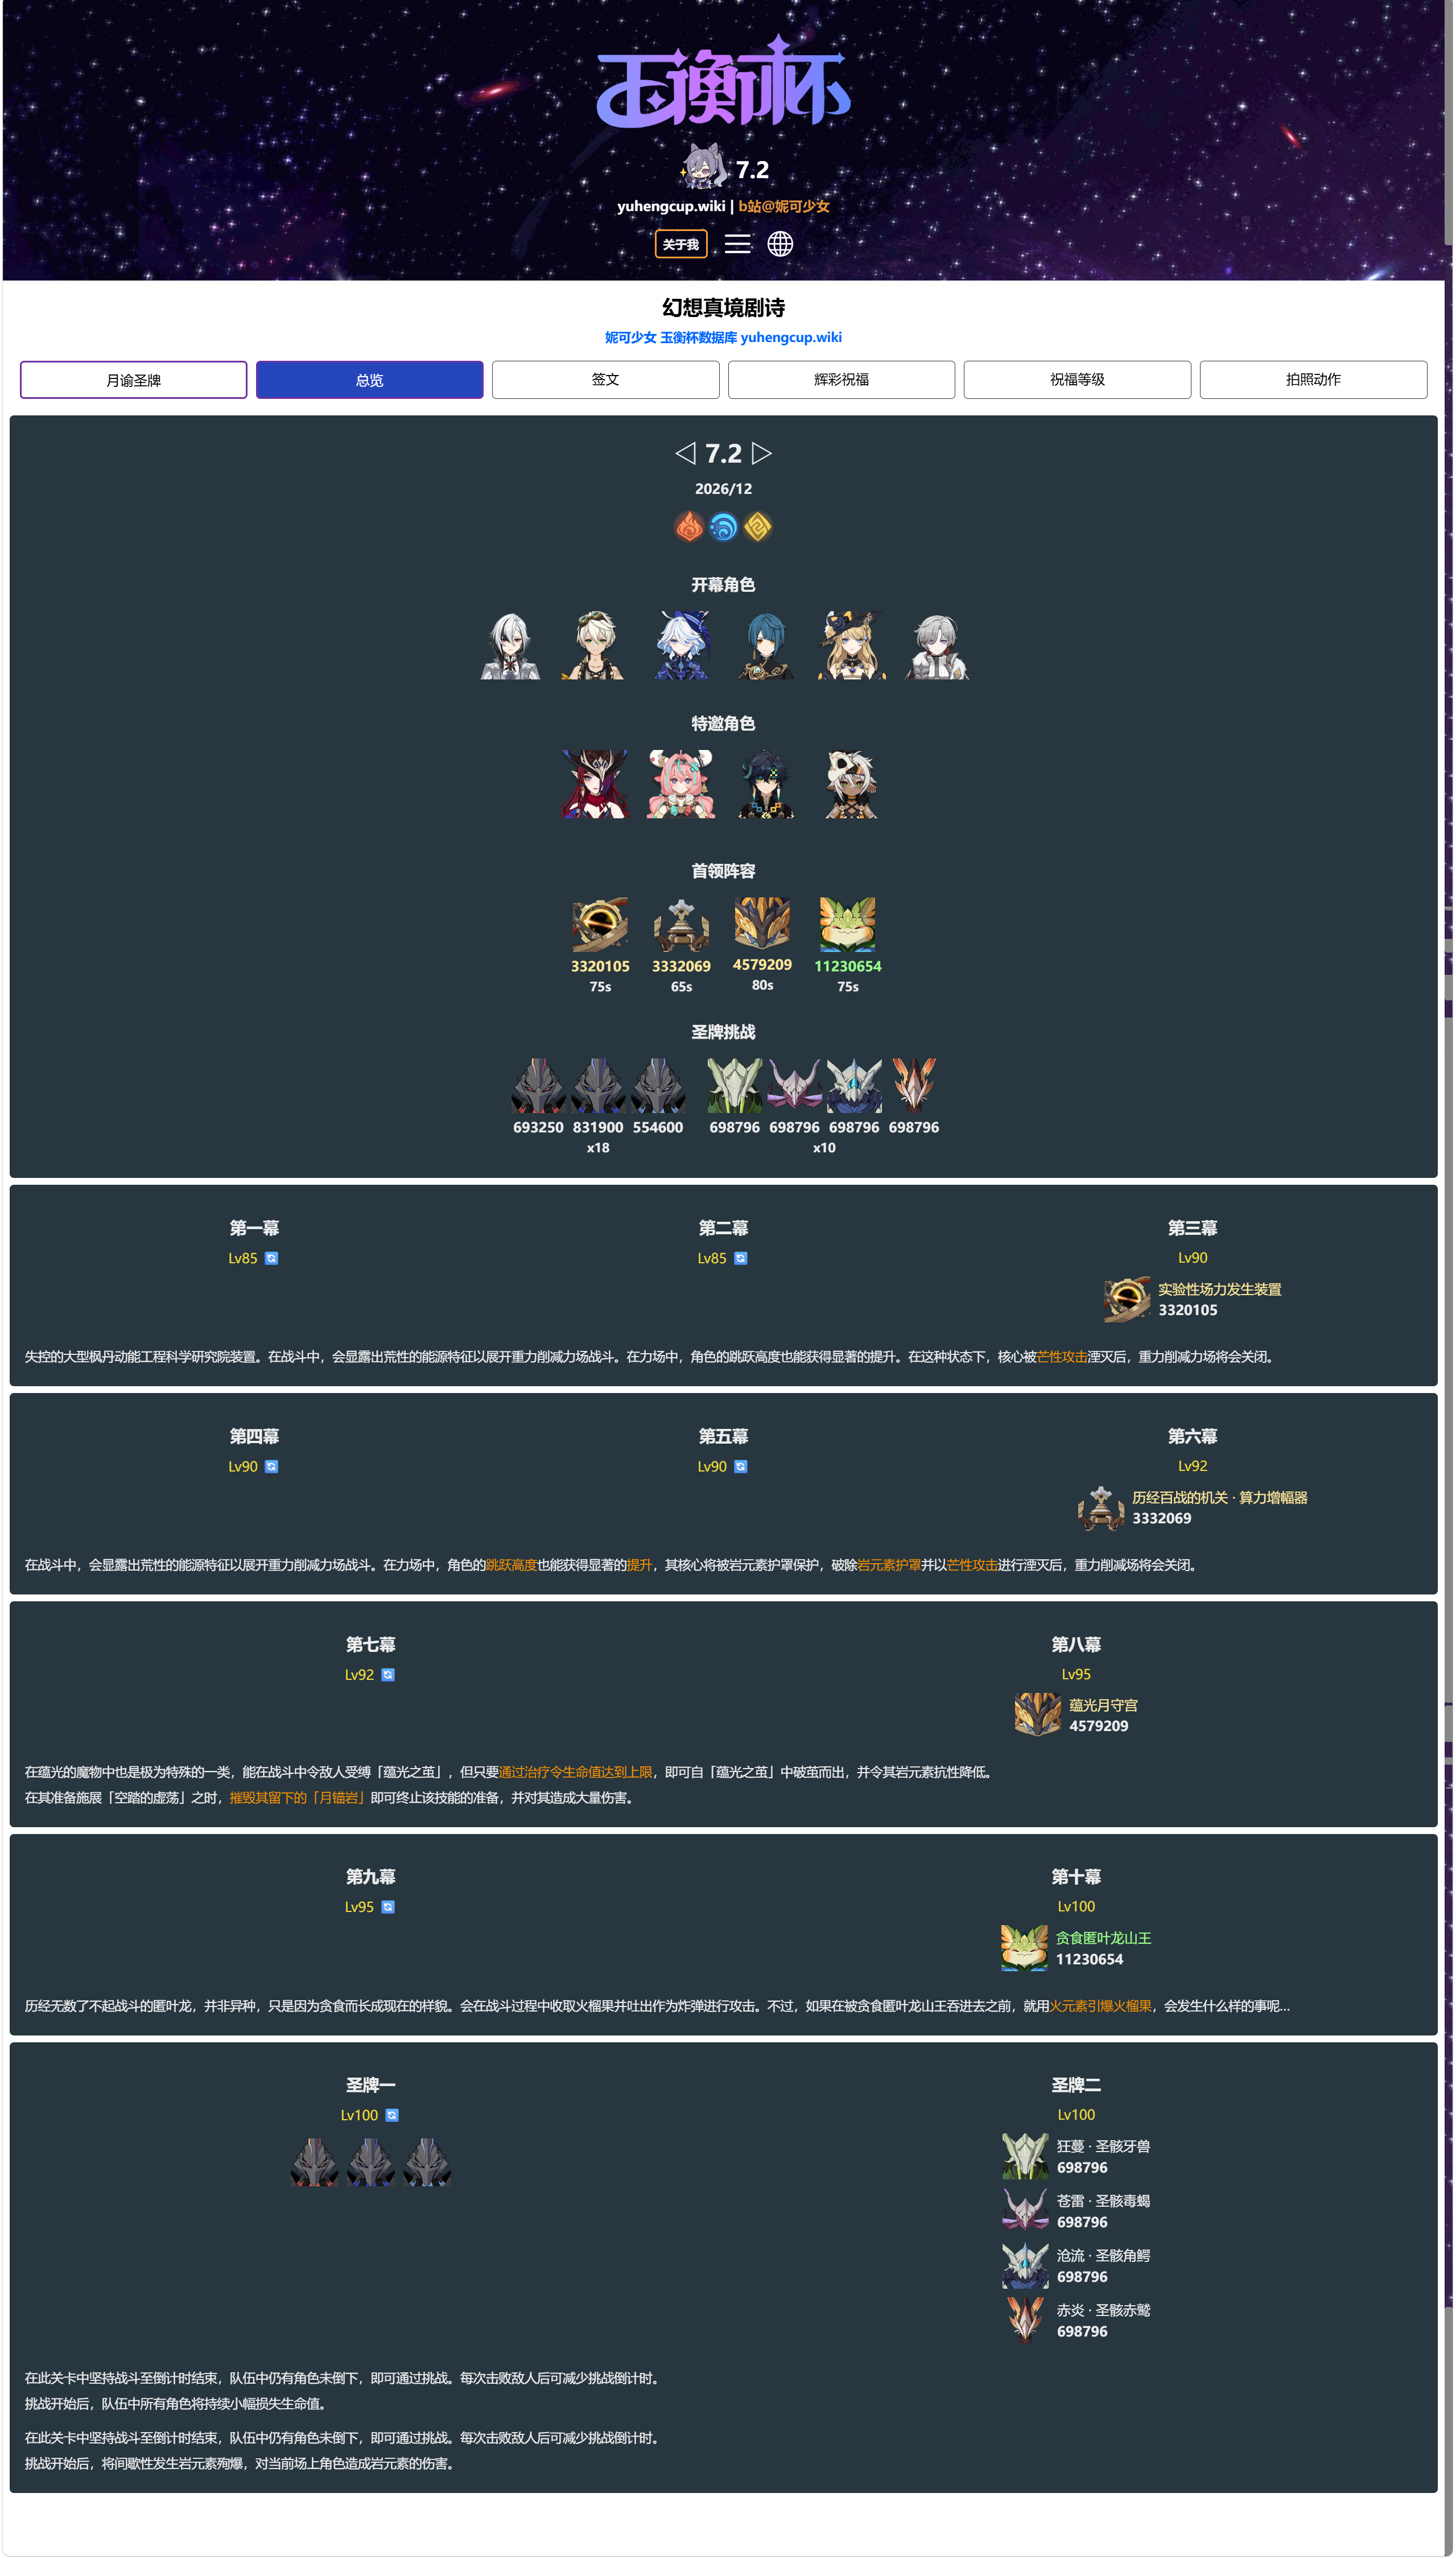 玉衡杯
7.2
yuhengcup.wiki | b站@妮可少女
关于我
幻想真境剧诗
妮可少女 玉衡杯数据库 yuhengcup.wiki
月谕圣牌 总览 签文 辉彩祝福 祝福等级 拍照动作
7.2
2026/12
开幕角色
特邀角色
首领阵容
3320105 3332069 4579209 11230654
75s 65s 80s 75s
圣牌挑战
693250 831900 554600 698796 698796 698796 698796
x18 x10
第一幕 第二幕 第三幕
Lv85 Lv85 Lv90
实验性场力发生装置
3320105
失控的大型枫丹动能工程科学研究院装置。在战斗中，会显露出荒性的能源特征以展开重力削减力场战斗。在力场中，角色的跳跃高度也能获得显著的提升。在这种状态下，核心被芒性攻击湮灭后，重力削减力场将会关闭。
第四幕 第五幕 第六幕
Lv90 Lv90 Lv92
历经百战的机关 · 算力增幅器
3332069
在战斗中，会显露出荒性的能源特征以展开重力削减力场战斗。在力场中，角色的跳跃高度也能获得显著的提升，其核心将被岩元素护罩保护，破除岩元素护罩并以芒性攻击进行湮灭后，重力削减场将会关闭。
第七幕 第八幕
Lv92 Lv95
蕴光月守宫
4579209
在蕴光的魔物中也是极为特殊的一类，能在战斗中令敌人受缚「蕴光之茧」，但只要通过治疗令生命值达到上限，即可自「蕴光之茧」中破茧而出，并令其岩元素抗性降低。
在其准备施展「空踏的虚荡」之时，摧毁其留下的「月锚岩」即可终止该技能的准备，并对其造成大量伤害。
第九幕 第十幕
Lv95 Lv100
贪食匿叶龙山王
11230654
历经无数了不起战斗的匿叶龙，并非异种，只是因为贪食而长成现在的样貌。会在战斗过程中收取火榴果并吐出作为炸弹进行攻击。不过，如果在被贪食匿叶龙山王吞进去之前，就用火元素引爆火榴果，会发生什么样的事呢...
圣牌一 圣牌二
Lv100 Lv100
狂蔓 · 圣骸牙兽
698796
苍雷 · 圣骸毒蝎
698796
沧流 · 圣骸角鳄
698796
赤炎 · 圣骸赤鹫
698796
在此关卡中坚持战斗至倒计时结束，队伍中仍有角色未倒下，即可通过挑战。每次击败敌人后可减少挑战倒计时。
挑战开始后，队伍中所有角色将持续小幅损失生命值。
在此关卡中坚持战斗至倒计时结束，队伍中仍有角色未倒下，即可通过挑战。每次击败敌人后可减少挑战倒计时。
挑战开始后，将间歇性发生岩元素殉爆，对当前场上角色造成岩元素的伤害。